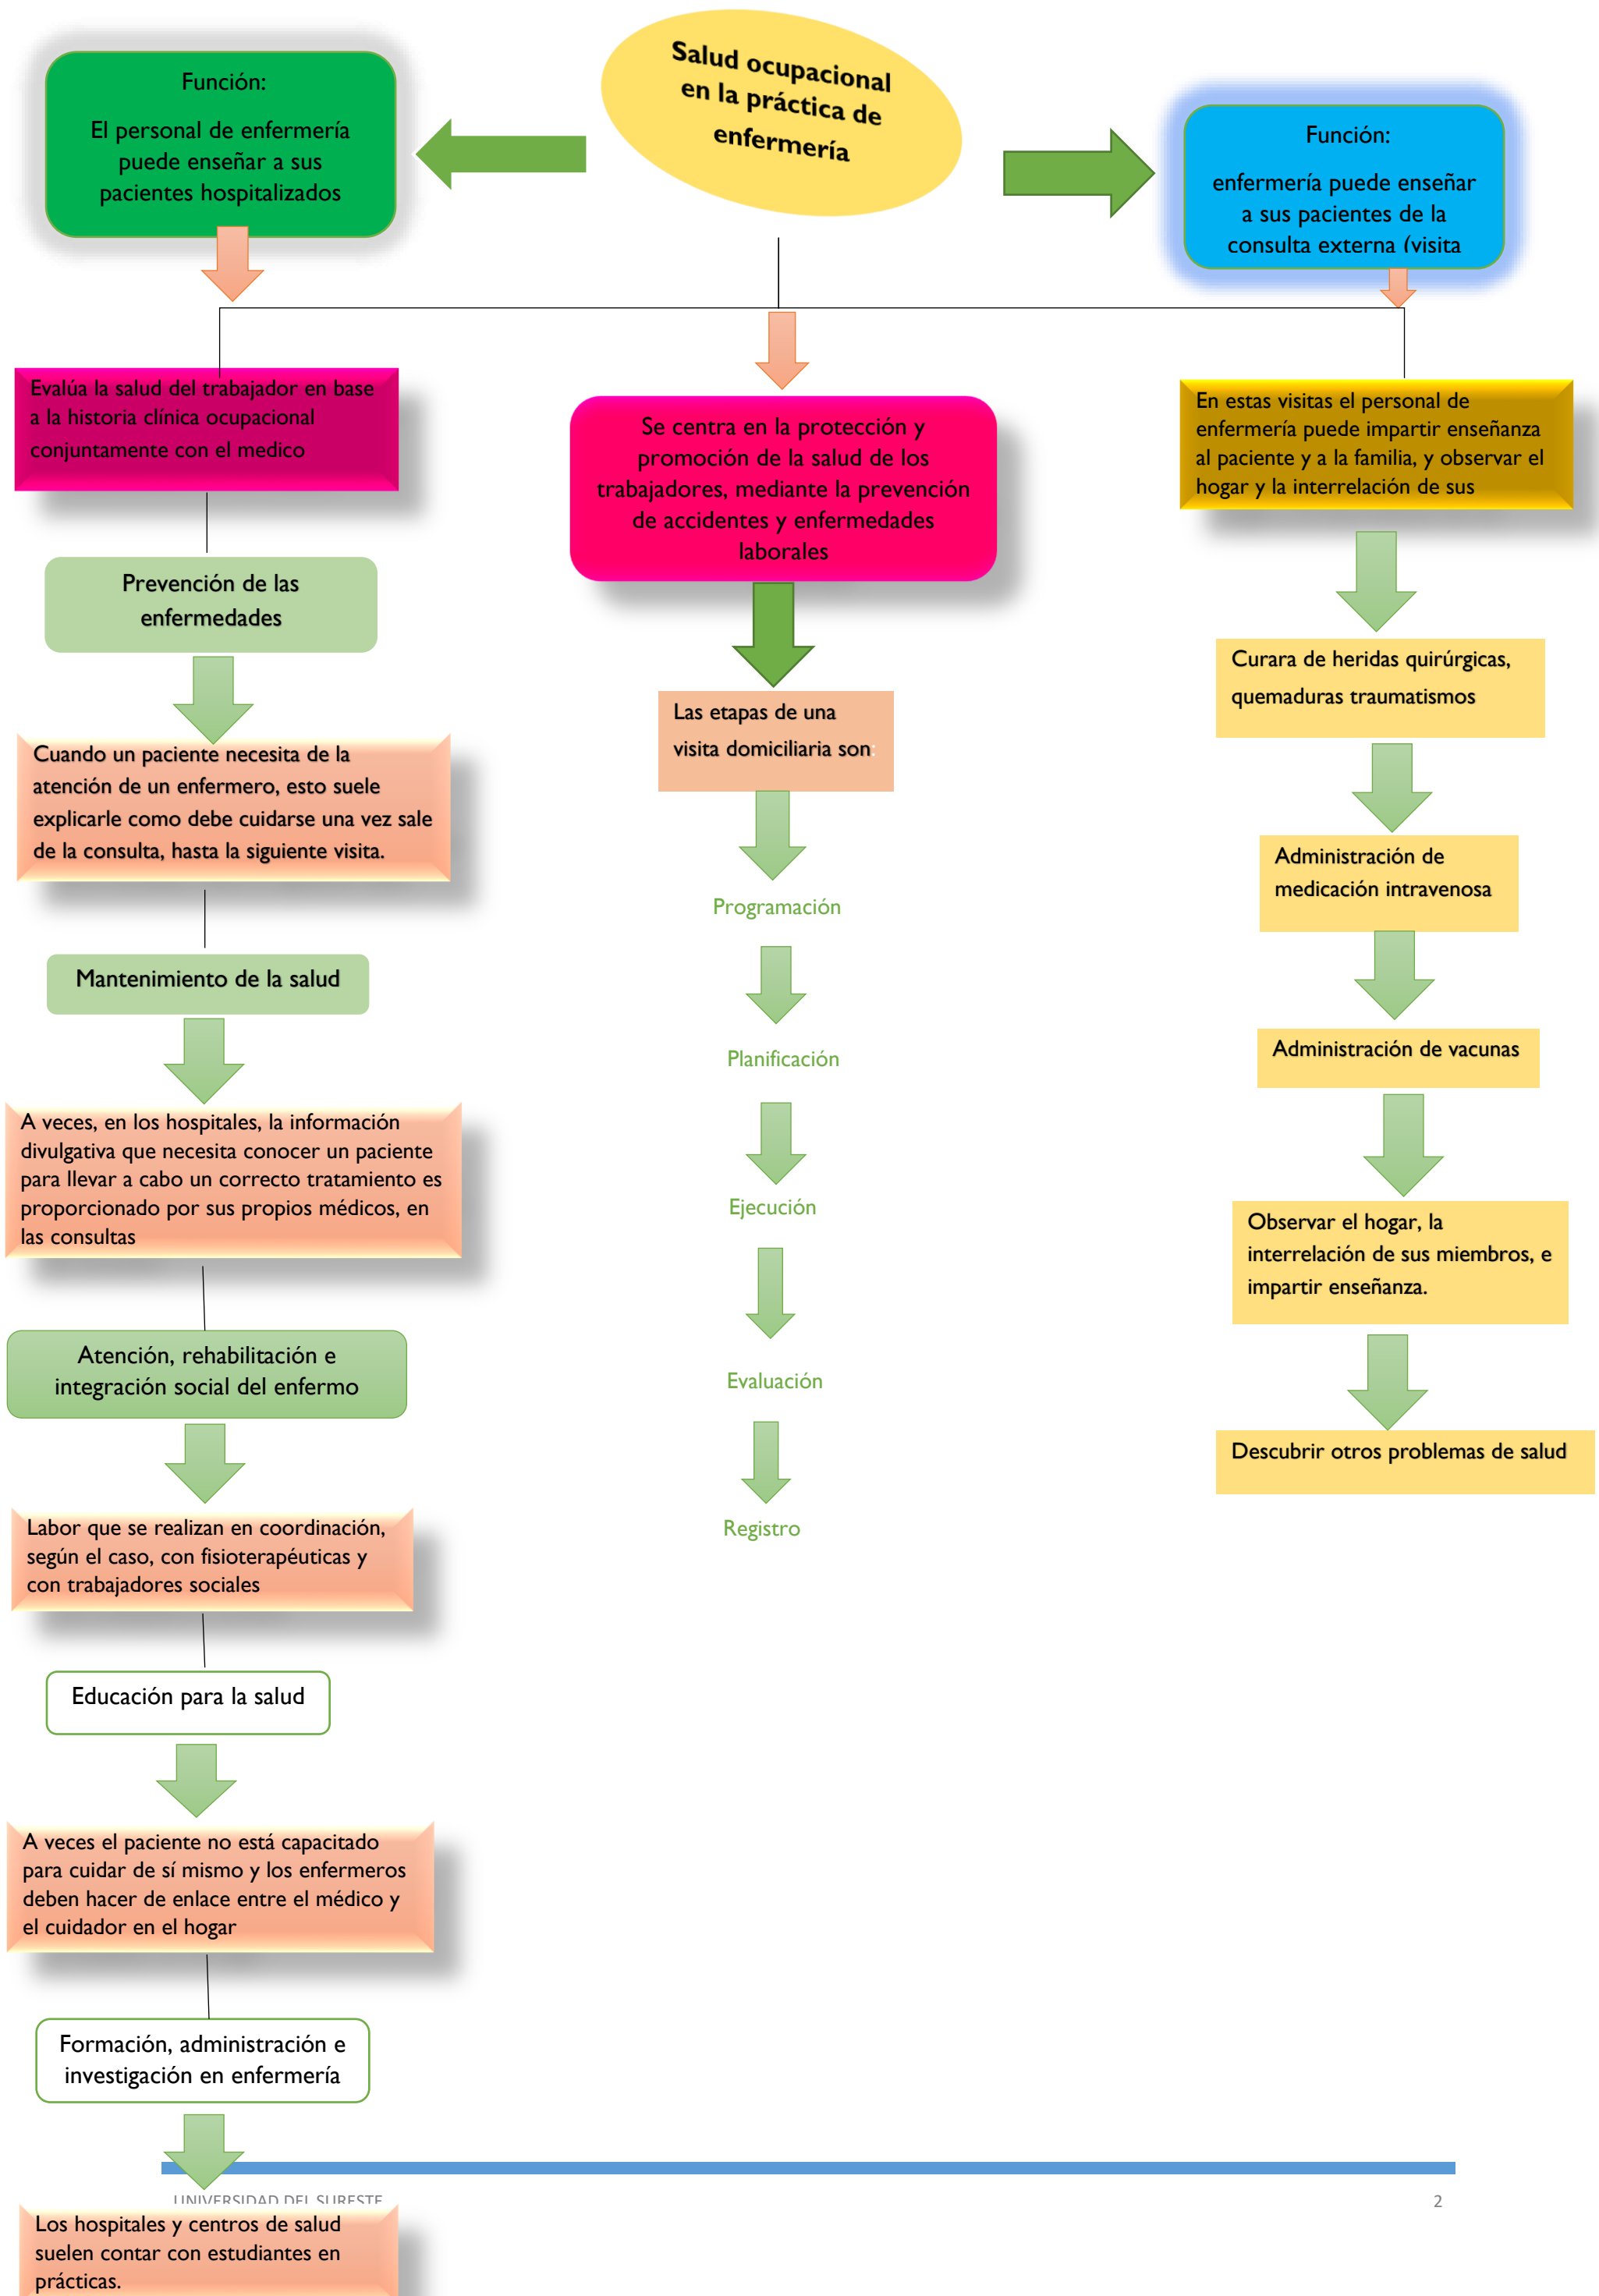 Salud ocupacional
en la práctica de
enfermería
Función:
El personal de enfermería
puede enseñar a sus
pacientes hospitalizados
Función:
enfermería puede enseñar
a sus pacientes de la
consulta externa (visita
Evalúa la salud del trabajador en base
a la historia clínica ocupacional
conjuntamente con el medico
Prevención de las
enfermedades
Cuando un paciente necesita de la
atención de un enfermero, esto suele
explicarle como debe cuidarse una vez sale
de la consulta, hasta la siguiente visita.
Mantenimiento de la salud
A veces, en los hospitales, la información
divulgativa que necesita conocer un paciente
para llevar a cabo un correcto tratamiento es
proporcionado por sus propios médicos, en
las consultas
Atención, rehabilitación e
integración social del enfermo
Labor que se realizan en coordinación,
según el caso, con fisioterapéuticas y
con trabajadores sociales
Educación para la salud
A veces el paciente no está capacitado
para cuidar de sí mismo y los enfermeros
deben hacer de enlace entre el médico y
el cuidador en el hogar
Formación, administración e
investigación en enfermería
Los hospitales y centros de salud
suelen contar con estudiantes en
prácticas.
Se centra en la protección y
promoción de la salud de los
trabajadores, mediante la prevención
de accidentes y enfermedades
laborales
Las etapas de una
visita domiciliaria son:
Programación
Planificación
Ejecución
Evaluación
Registro
En estas visitas el personal de
enfermería puede impartir enseñanza
al paciente y a la familia, y observar el
hogar y la interrelación de sus
Curara de heridas quirúrgicas,
quemaduras traumatismos
Administración de
medicación intravenosa
Administración de vacunas
Observar el hogar, la
interrelación de sus miembros, e
impartir enseñanza.
Descubrir otros problemas de salud
UNIVERSIDAD DEL SURESTE
2